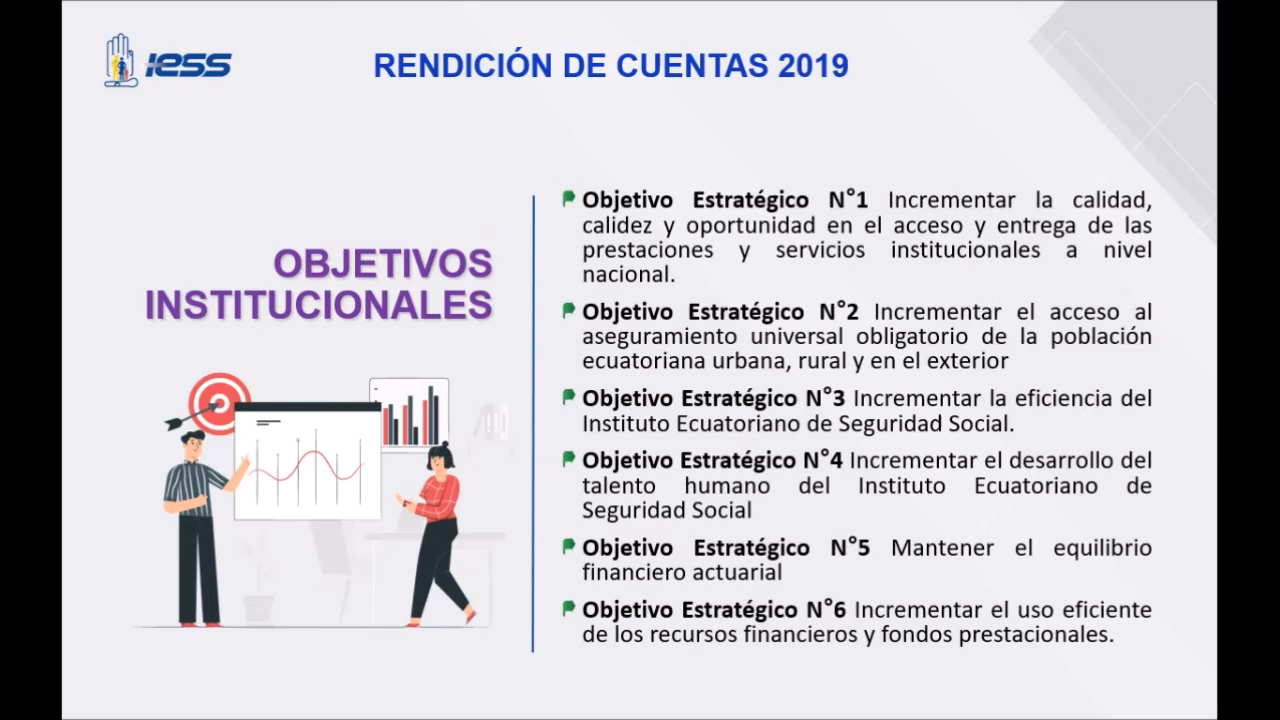 IESS
RENDICIÓN DE CUENTAS 2019
OBJETIVOS
INSTITUCIONALES
Objetivo Estratégico N°1 Incrementar la calidad,
calidez y oportunidad en el acceso y entrega de las
prestaciones y servicios institucionales a nivel
nacional.
Objetivo Estratégico N°2 Incrementar el acceso al
aseguramiento universal obligatorio de la población
ecuatoriana urbana, rural y en el exterior
Objetivo Estratégico N°3 Incrementar la eficiencia del
Instituto Ecuatoriano de Seguridad Social.
Objetivo Estratégico N°4 Incrementar el desarrollo del
talento humano del Instituto Ecuatoriano de
Seguridad Social
Objetivo Estratégico N°5 Mantener el equilibrio
financiero actuarial
Objetivo Estratégico N°6 Incrementar el uso eficiente
de los recursos financieros y fondos prestacionales.